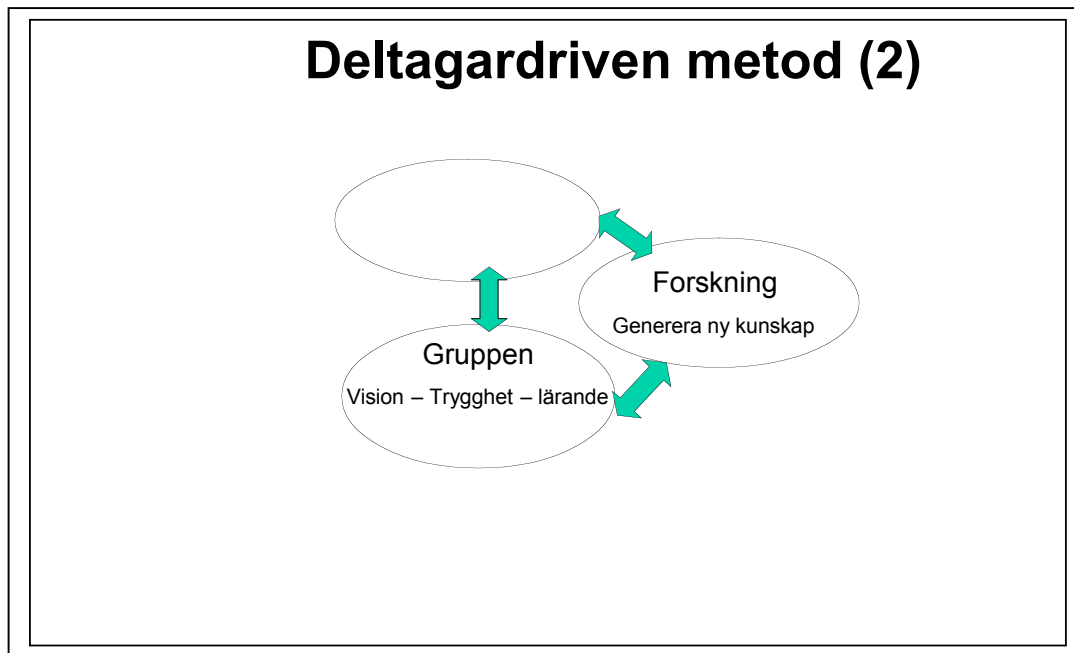 Deltagardriven metod (2)
Forskning
Generera ny kunskap
Gruppen
Vision – Trygghet – lärande